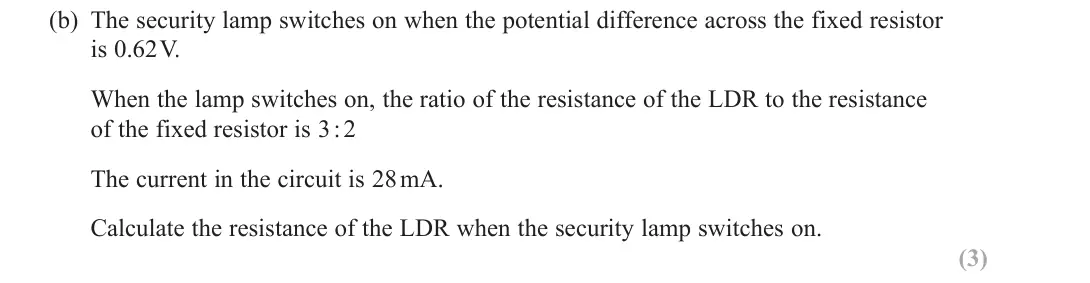 (b) The security lamp switches on when the potential difference across the fixed resistor
is 0.62 V.
When the lamp switches on, the ratio of the resistance of the LDR to the resistance
of the fixed resistor is 3 : 2
The current in the circuit is 28 mA.
Calculate the resistance of the LDR when the security lamp switches on.
(3)